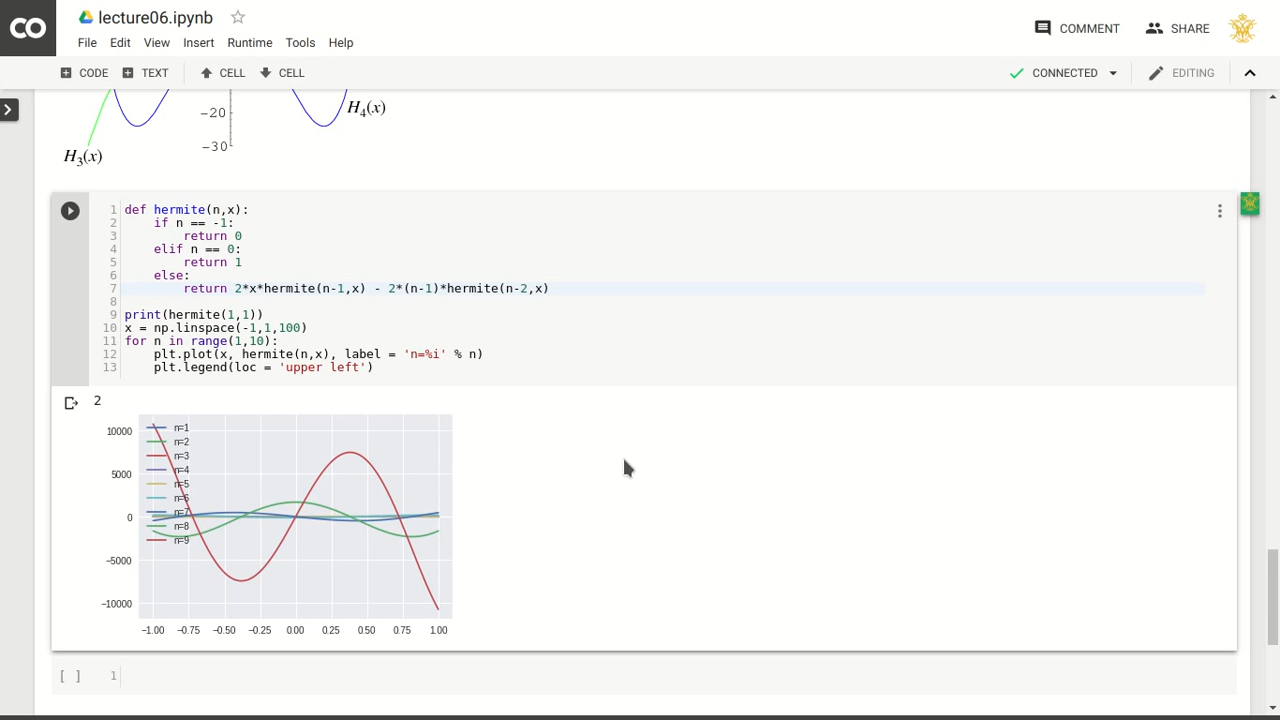 CO
lecture06.ipynb
File Edit View Insert Runtime Tools Help
COMMENT
SHARE
CODE TEXT CELL CELL
CONNECTED
EDITING
−20
−30
H4(x)
H3(x)
1 def hermite(n,x):
2     if n == -1:
3         return 0
4     elif n == 0:
5         return 1
6     else:
7         return 2*x*hermite(n-1,x) - 2*(n-1)*hermite(n-2,x)
8
9 print(hermite(1,1))
10 x = np.linspace(-1,1,100)
11 for n in range(1,10):
12     plt.plot(x, hermite(n,x), label = 'n=%i' % n)
13     plt.legend(loc = 'upper left')
2
10000
5000
0
−5000
−10000
n=1
n=2
n=3
n=4
n=5
n=6
n=7
n=8
n=9
−1.00 −0.75 −0.50 −0.25 0.00 0.25 0.50 0.75 1.00
[ ] 1